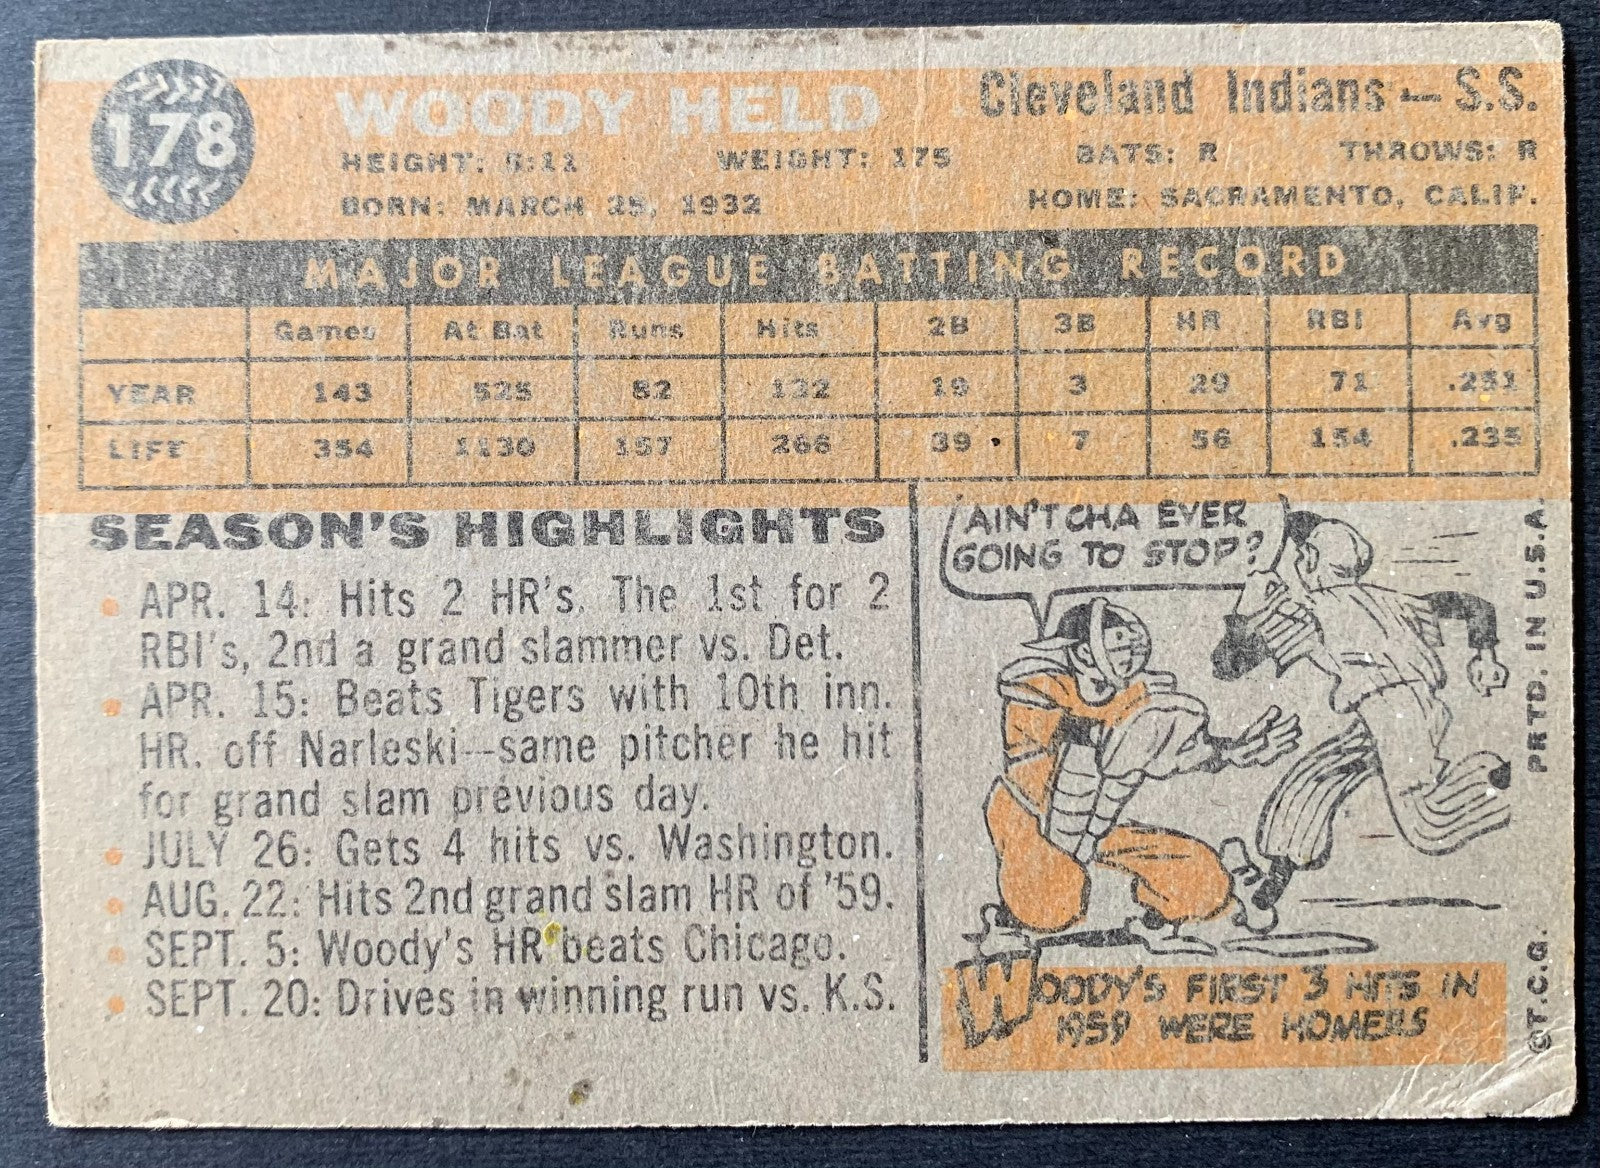 178
WOODY HELD
Cleveland Indians — S.S.
HEIGHT: 5:11 WEIGHT: 175 BATS: R THROWS: R
BORN: MARCH 25, 1932 HOME: SACRAMENTO, CALIF.
MAJOR LEAGUE BATTING RECORD
Games At Bat Runs Hits 2B 3B HR RBI Avg
YEAR 143 525 82 132 19 3 29 71 .251
LIFE 354 1130 157 266 39 7 56 154 .235
SEASON'S HIGHLIGHTS
• APR. 14: Hits 2 HR's. The 1st for 2
RBI's, 2nd a grand slammer vs. Det.
• APR. 15: Beats Tigers with 10th inn.
HR. off Narleski—same pitcher he hit
for grand slam previous day.
• JULY 26: Gets 4 hits vs. Washington.
• AUG. 22: Hits 2nd grand slam HR of '59.
• SEPT. 5: Woody's HR beats Chicago.
• SEPT. 20: Drives in winning run vs. K.S.
AIN'TCHA EVER
GOING TO STOP?
WOODY'S FIRST 3 HITS IN
1959 WERE HOMERS
©T.C.G. PRTD. IN U.S.A.